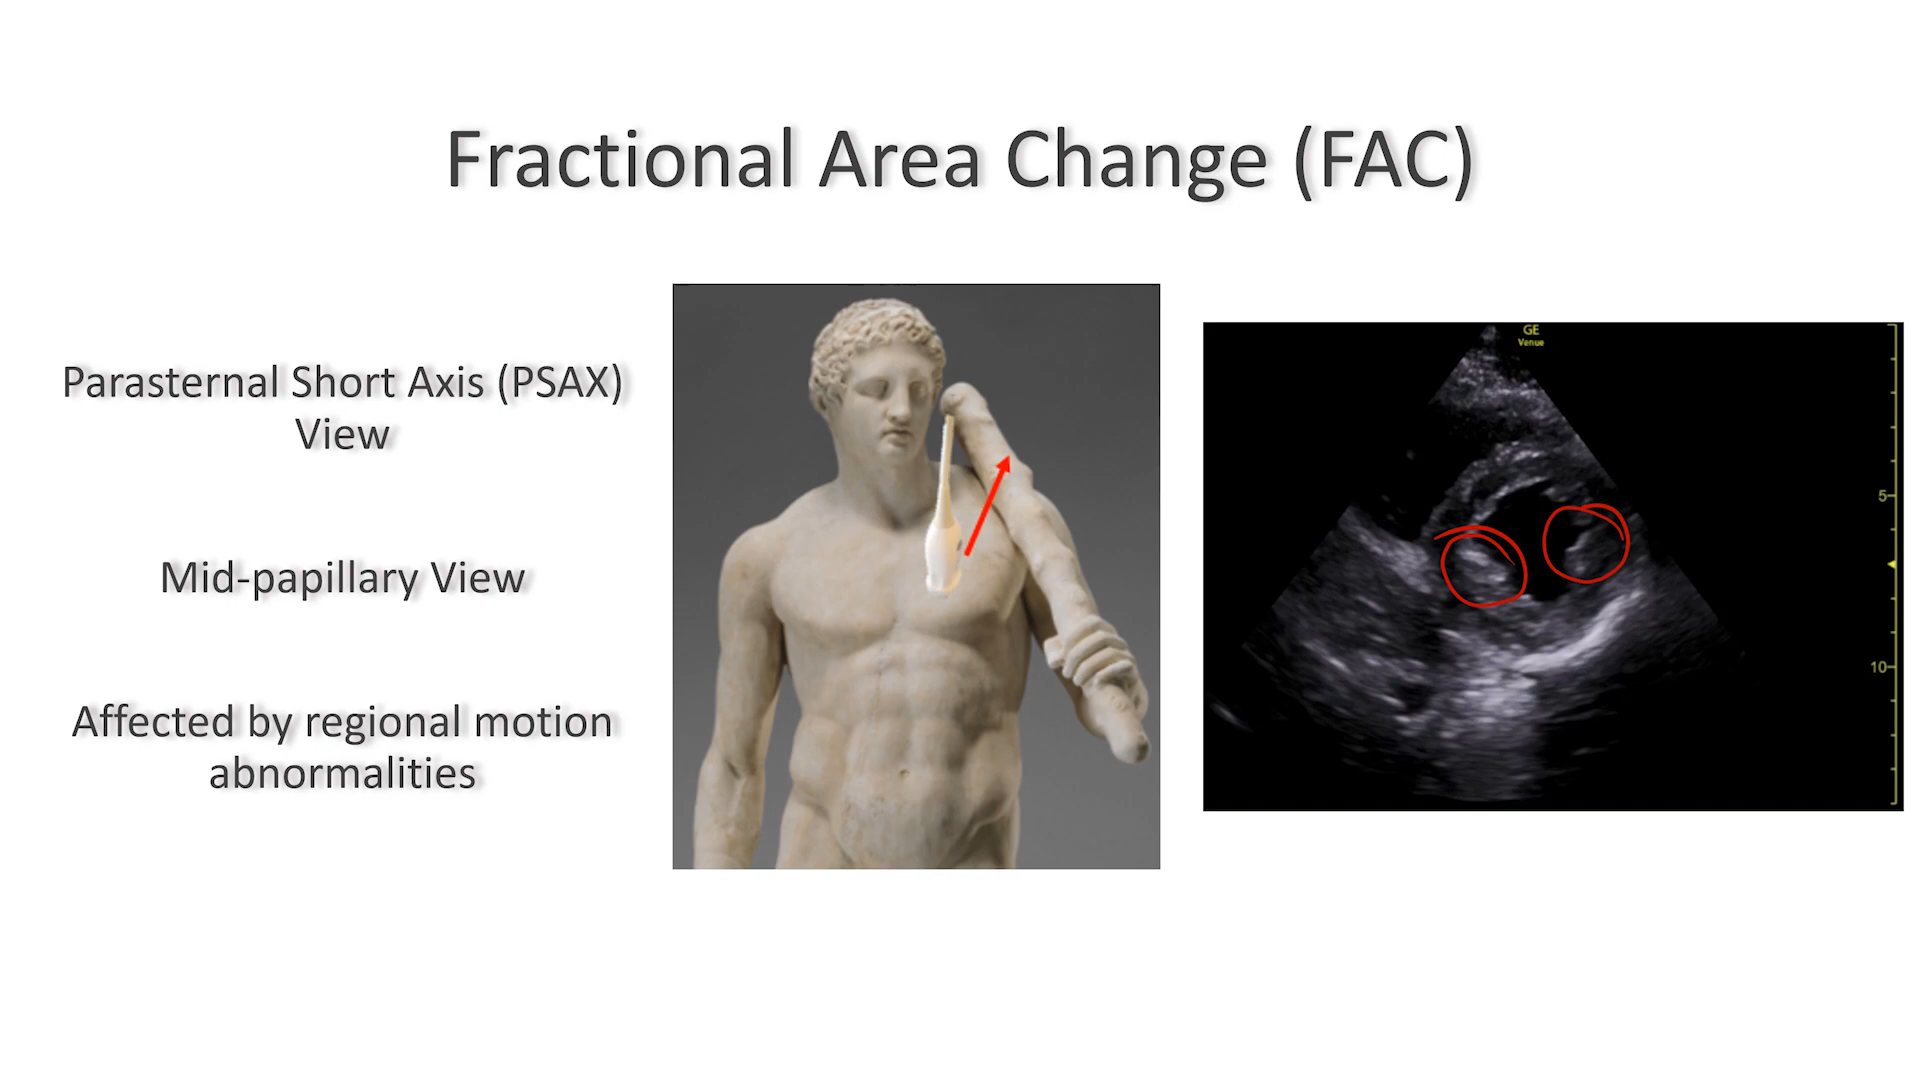 Fractional Area Change (FAC)
Parasternal Short Axis (PSAX)
View
Mid-papillary View
Affected by regional motion
abnormalities
GE
Venue
5
10